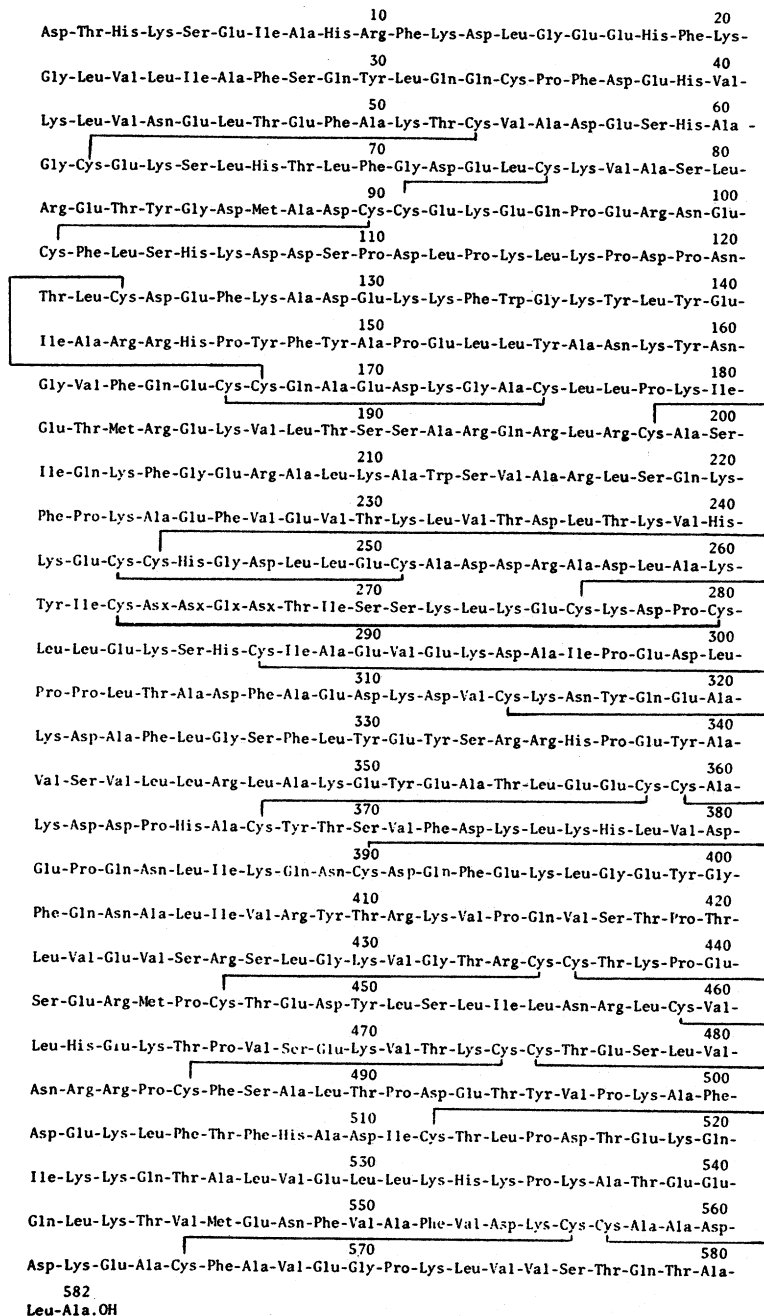 10 20
Asp-Thr-His-Lys-Ser-Glu-Ile-Ala-His-Arg-Phe-Lys-Asp-Leu-Gly-Glu-Glu-His-Phe-Lys-
30 40
Gly-Leu-Val-Leu-Ile-Ala-Phe-Ser-Gln-Tyr-Leu-Gln-Gln-Cys-Pro-Phe-Asp-Glu-His-Val-
50 60
Lys-Leu-Val-Asn-Glu-Leu-Thr-Glu-Phe-Ala-Lys-Thr-Cys-Val-Ala-Asp-Glu-Ser-His-Ala -
70 80
Gly-Cys-Glu-Lys-Ser-Leu-His-Thr-Leu-Phe-Gly-Asp-Glu-Leu-Cys-Lys-Val-Ala-Ser-Leu-
90 100
Arg-Glu-Thr-Tyr-Gly-Asp-Met-Ala-Asp-Cys-Cys-Glu-Lys-Glu-Gln-Pro-Glu-Arg-Asn-Glu-
110 120
Cys-Phe-Leu-Ser-His-Lys-Asp-Asp-Ser-Pro-Asp-Leu-Pro-Lys-Leu-Lys-Pro-Asp-Pro-Asn-
130 140
Thr-Leu-Cys-Asp-Glu-Phe-Lys-Ala-Asp-Glu-Lys-Lys-Phe-Trp-Gly-Lys-Tyr-Leu-Tyr-Glu-
150 160
Ile-Ala-Arg-Arg-His-Pro-Tyr-Phe-Tyr-Ala-Pro-Glu-Leu-Leu-Tyr-Ala-Asn-Lys-Tyr-Asn-
170 180
Gly-Val-Phe-Gln-Glu-Cys-Cys-Gln-Ala-Glu-Asp-Lys-Gly-Ala-Cys-Leu-Leu-Pro-Lys-Ile-
190 200
Glu-Thr-Met-Arg-Glu-Lys-Val-Leu-Thr-Ser-Ser-Ala-Arg-Gln-Arg-Leu-Arg-Cys-Ala-Ser-
210 220
Ile-Gln-Lys-Phe-Gly-Glu-Arg-Ala-Leu-Lys-Ala-Trp-Ser-Val-Ala-Arg-Leu-Ser-Gln-Lys-
230 240
Phe-Pro-Lys-Ala-Glu-Phe-Val-Glu-Val-Thr-Lys-Leu-Val-Thr-Asp-Leu-Thr-Lys-Val-His-
250 260
Lys-Glu-Cys-Cys-His-Gly-Asp-Leu-Leu-Glu-Cys-Ala-Asp-Asp-Arg-Ala-Asp-Leu-Ala-Lys-
270 280
Tyr-Ile-Cys-Asx-Asx-Glx-Asx-Thr-Ile-Ser-Ser-Lys-Leu-Lys-Glu-Cys-Lys-Asp-Pro-Cys-
290 300
Leu-Leu-Glu-Lys-Ser-His-Cys-Ile-Ala-Glu-Val-Glu-Lys-Asp-Ala-Ile-Pro-Glu-Asp-Leu-
310 320
Pro-Pro-Leu-Thr-Ala-Asp-Phe-Ala-Glu-Asp-Lys-Asp-Val-Cys-Lys-Asn-Tyr-Gln-Glu-Ala-
330 340
Lys-Asp-Ala-Phe-Leu-Gly-Ser-Phe-Leu-Tyr-Glu-Tyr-Ser-Arg-Arg-His-Pro-Glu-Tyr-Ala-
350 360
Val-Ser-Val-Leu-Leu-Arg-Leu-Ala-Lys-Glu-Tyr-Glu-Ala-Thr-Leu-Glu-Glu-Cys-Cys-Ala-
370 380
Lys-Asp-Asp-Pro-His-Ala-Cys-Tyr-Thr-Ser-Val-Phe-Asp-Lys-Leu-Lys-His-Leu-Val-Asp-
390 400
Glu-Pro-Gln-Asn-Leu-Ile-Lys-Gln-Asn-Cys-Asp-Gln-Phe-Glu-Lys-Leu-Gly-Glu-Tyr-Gly-
410 420
Phe-Gln-Asn-Ala-Leu-Ile-Val-Arg-Tyr-Thr-Arg-Lys-Val-Pro-Gln-Val-Ser-Thr-Pro-Thr-
430 440
Leu-Val-Glu-Val-Ser-Arg-Ser-Leu-Gly-Lys-Val-Gly-Thr-Arg-Cys-Cys-Thr-Lys-Pro-Glu-
450 460
Ser-Glu-Arg-Met-Pro-Cys-Thr-Glu-Asp-Tyr-Leu-Ser-Leu-Ile-Leu-Asn-Arg-Leu-Cys-Val-
470 480
Leu-His-Glu-Lys-Thr-Pro-Val-Ser-Glu-Lys-Val-Thr-Lys-Cys-Cys-Thr-Glu-Ser-Leu-Val-
490 500
Asn-Arg-Arg-Pro-Cys-Phe-Ser-Ala-Leu-Thr-Pro-Asp-Glu-Thr-Tyr-Val-Pro-Lys-Ala-Phe-
510 520
Asp-Glu-Lys-Leu-Phe-Thr-Phe-His-Ala-Asp-Ile-Cys-Thr-Leu-Pro-Asp-Thr-Glu-Lys-Gln-
530 540
Ile-Lys-Lys-Gln-Thr-Ala-Leu-Val-Glu-Leu-Leu-Lys-His-Lys-Pro-Lys-Ala-Thr-Glu-Glu-
550 560
Gln-Leu-Lys-Thr-Val-Met-Glu-Asn-Phe-Val-Ala-Phe-Val-Asp-Lys-Cys-Cys-Ala-Ala-Asp-
570 580
Asp-Lys-Glu-Ala-Cys-Phe-Ala-Val-Glu-Gly-Pro-Lys-Leu-Val-Val-Ser-Thr-Gln-Thr-Ala-
582
Leu-Ala.OH